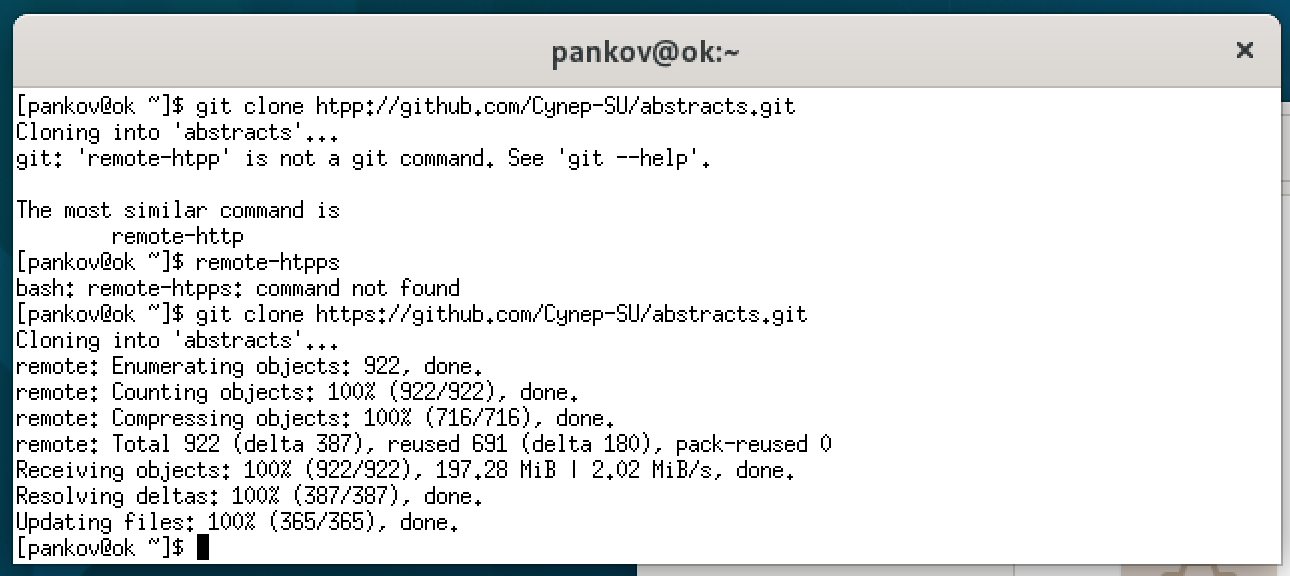 pankov@ok:~
[pankov@ok ~]$ git clone htpp://github.com/Cynep-SU/abstracts.git
Cloning into 'abstracts'...
git: 'remote-htpp' is not a git command. See 'git --help'.

The most similar command is
        remote-http
[pankov@ok ~]$ remote-htpps
bash: remote-htpps: command not found
[pankov@ok ~]$ git clone https://github.com/Cynep-SU/abstracts.git
Cloning into 'abstracts'...
remote: Enumerating objects: 922, done.
remote: Counting objects: 100% (922/922), done.
remote: Compressing objects: 100% (716/716), done.
remote: Total 922 (delta 387), reused 691 (delta 180), pack-reused 0
Receiving objects: 100% (922/922), 197.28 MiB | 2.02 MiB/s, done.
Resolving deltas: 100% (387/387), done.
Updating files: 100% (365/365), done.
[pankov@ok ~]$